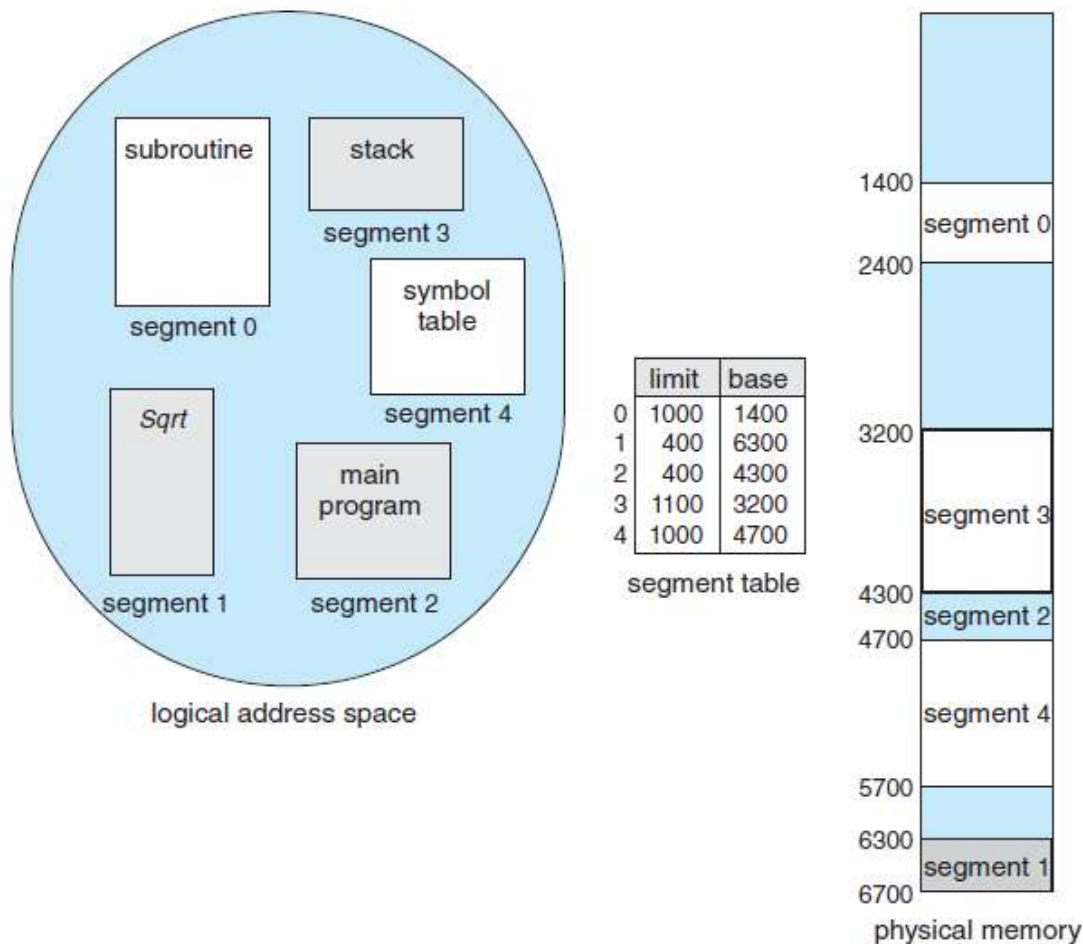 subroutine
segment 0
stack
segment 3
symbol
table
segment 4
Sqrt
segment 1
main
program
segment 2
logical address space
limit base
0 1000 1400
1 400 6300
2 400 4300
3 1100 3200
4 1000 4700
segment table
1400
segment 0
2400
3200
segment 3
4300
segment 2
4700
segment 4
5700
6300
segment 1
6700
physical memory